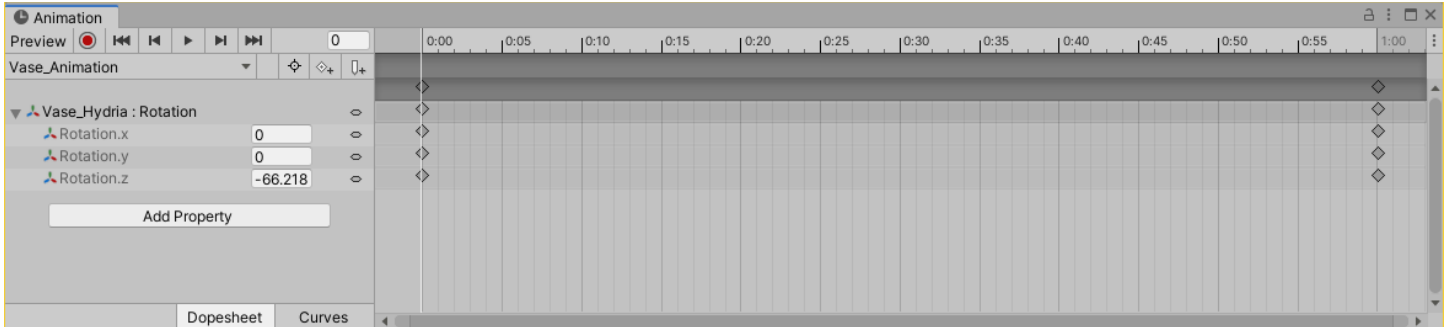 Animation
Preview 0 0:00 0:05 0:10 0:15 0:20 0:25 0:30 0:35 0:40 0:45 0:50 0:55 1:00
Vase_Animation
Vase_Hydria : Rotation
Rotation.x 0
Rotation.y 0
Rotation.z -66.218
Add Property
Dopesheet Curves